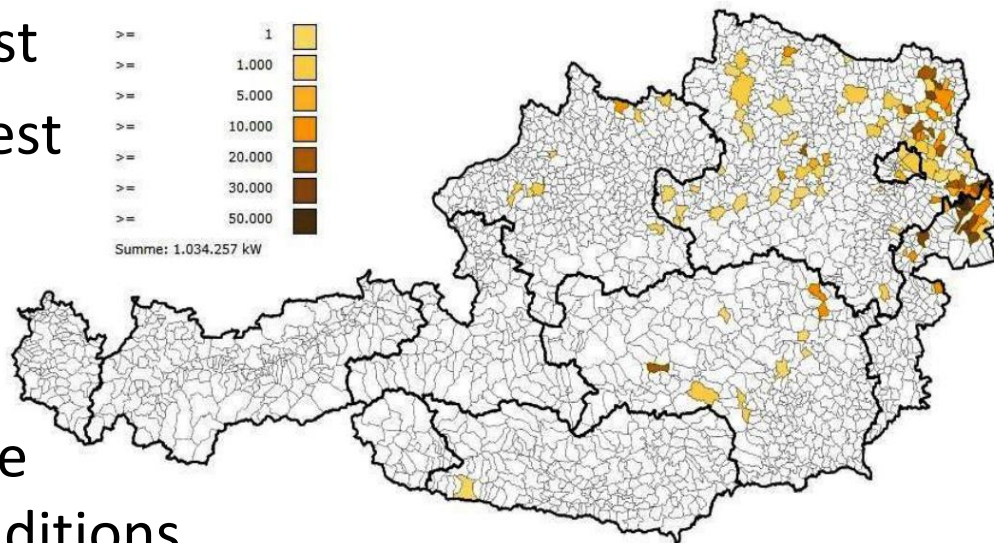 st
est
e
ditions
>= 1
>= 1.000
>= 5.000
>= 10.000
>= 20.000
>= 30.000
>= 50.000
Summe: 1.034.257 kW